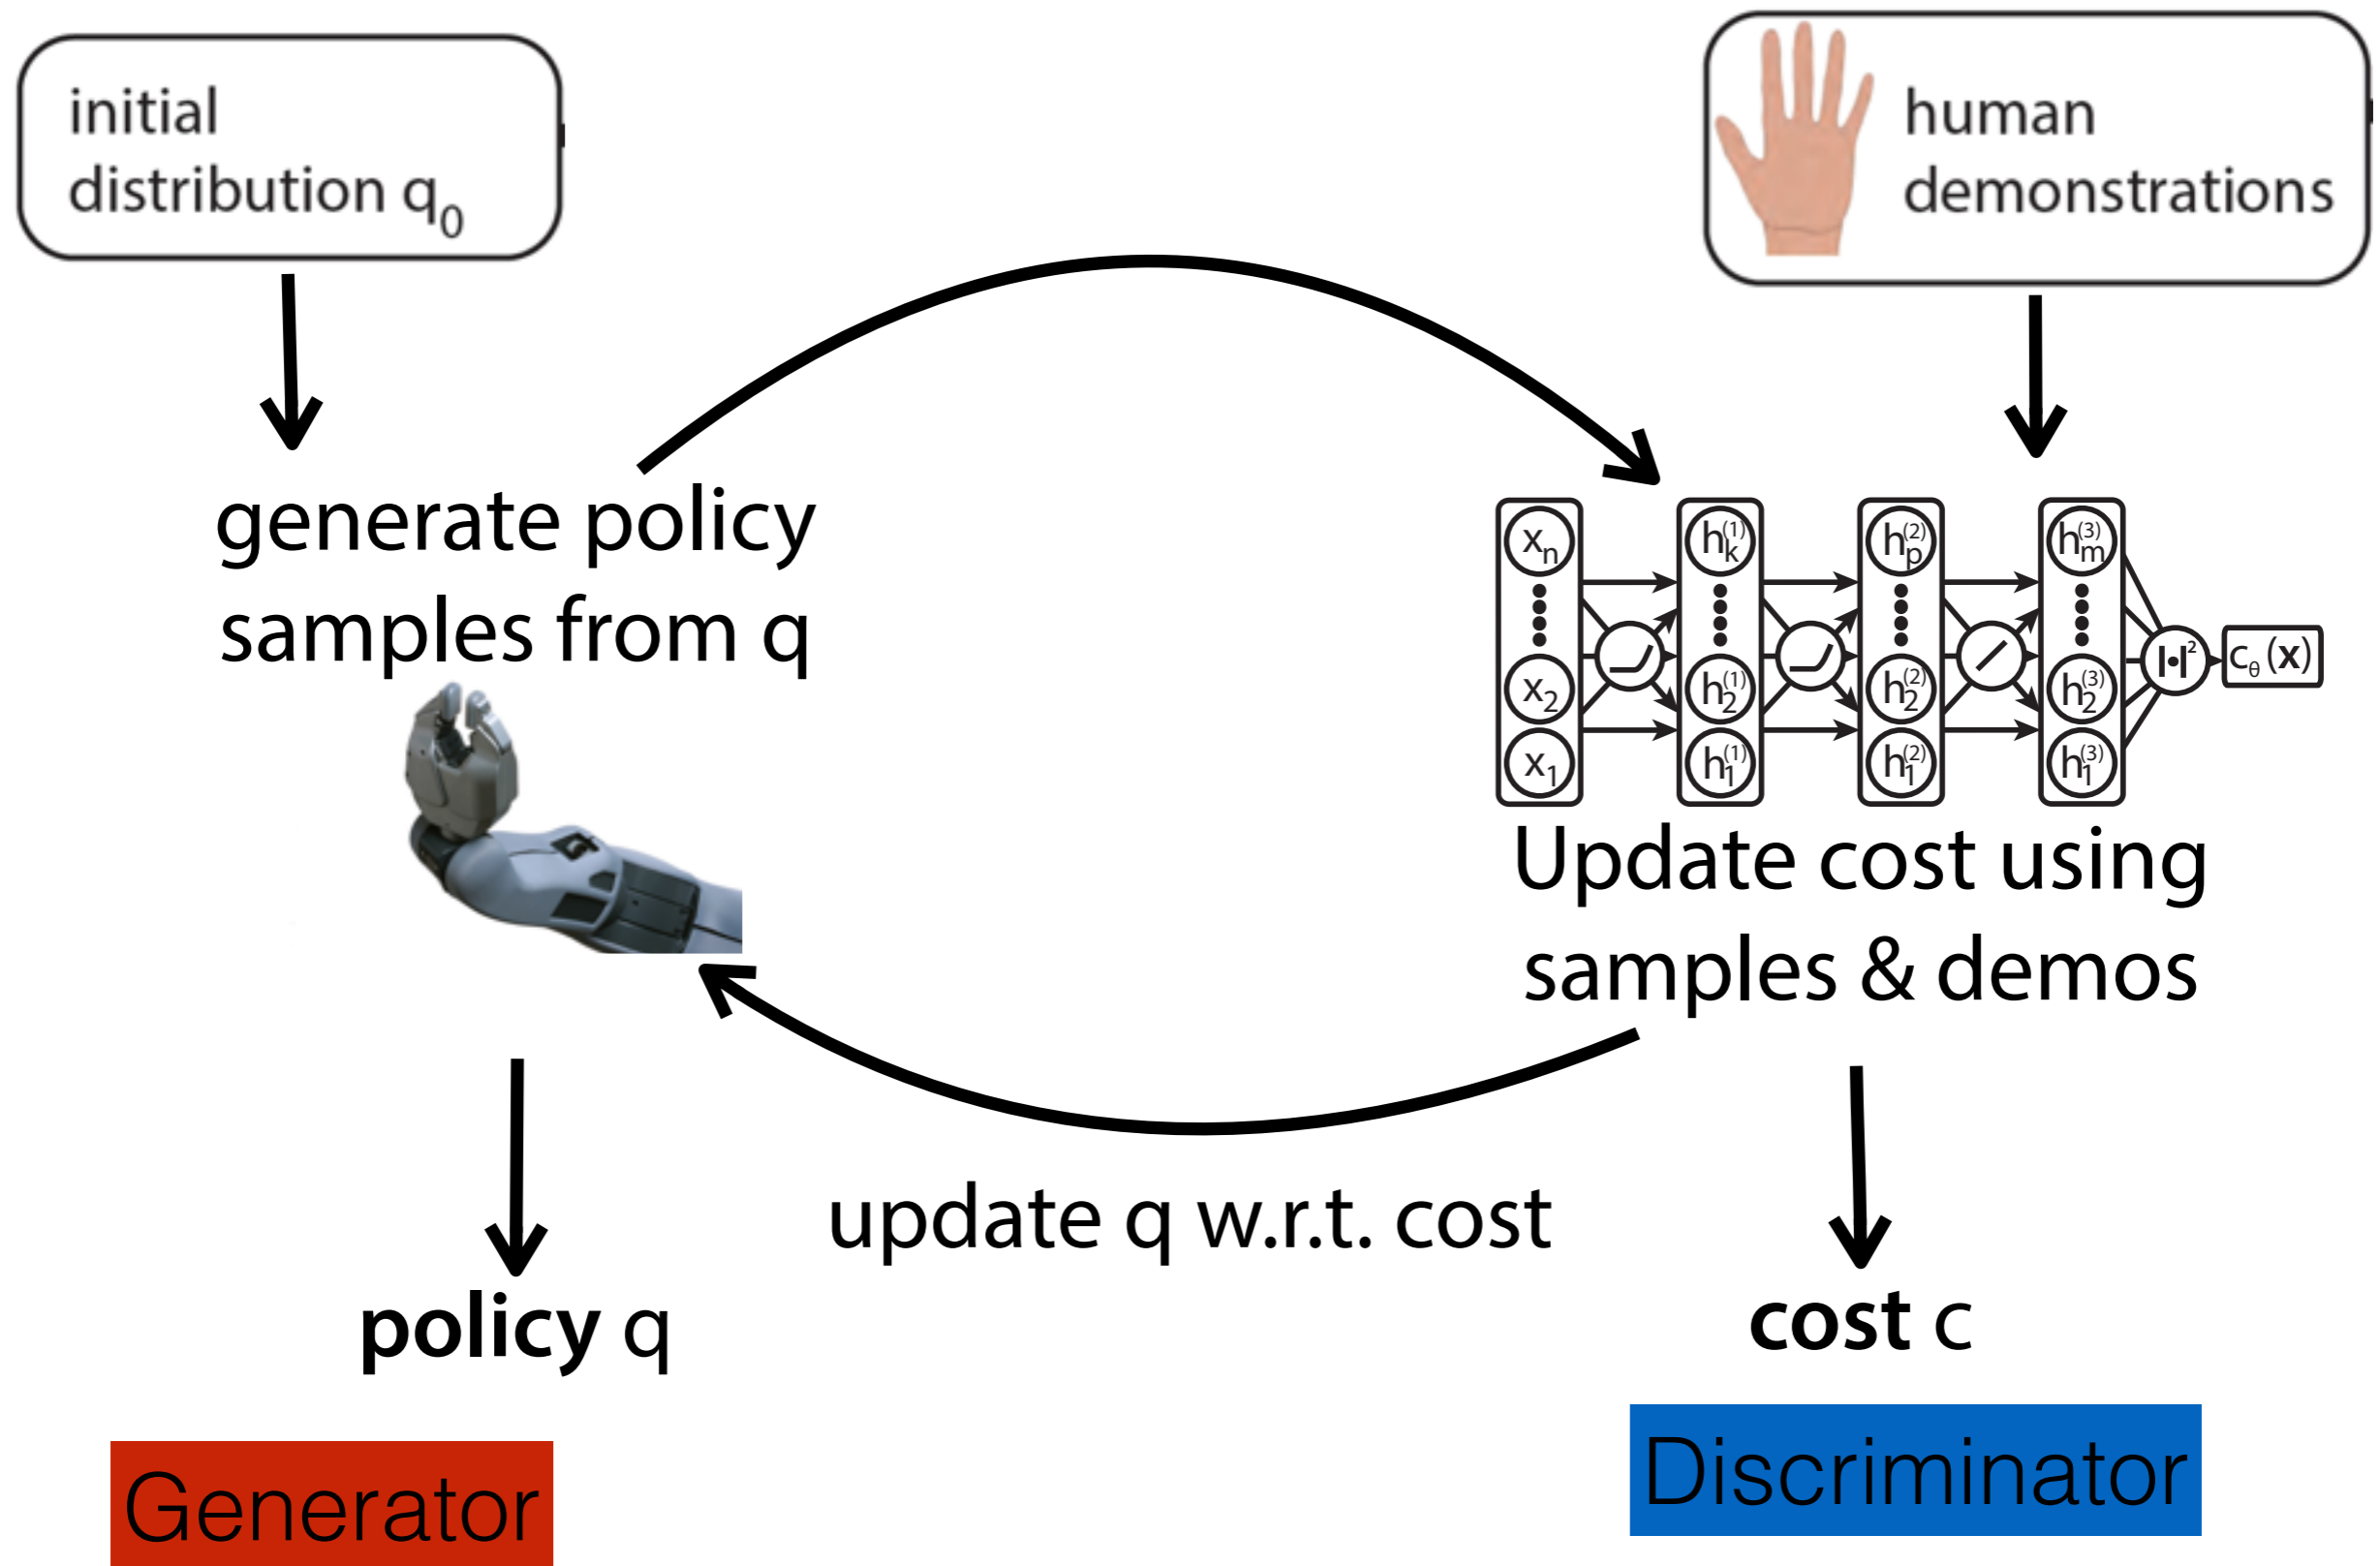 initial
distribution q₀
human
demonstrations
generate policy
samples from q
xₙ hₖ⁽¹⁾ hₚ⁽²⁾ hₘ⁽³⁾
x₂ h₂⁽¹⁾ h₂⁽²⁾ h₂⁽³⁾ |•|² c_θ(x)
x₁ h₁⁽¹⁾ h₁⁽²⁾ h₁⁽³⁾
Update cost using
samples & demos
update q w.r.t. cost
policy q
cost c
Generator
Discriminator